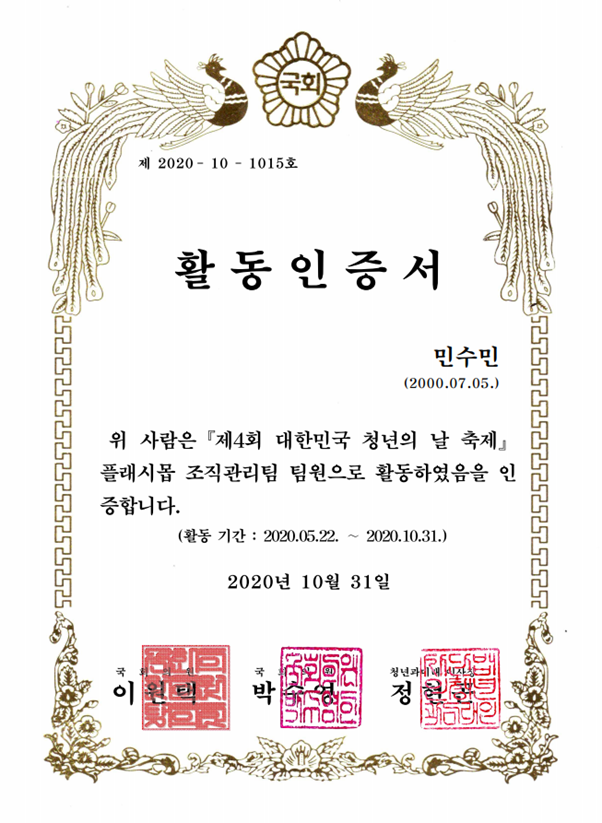 국회
제 2020 - 10 - 1015호
활동인증서
민수민
(2000.07.05.)
위 사람은 『제4회 대한민국 청년의 날 축제』
플래시몹 조직관리팀 팀원으로 활동하였음을 인
증합니다.
(활동 기간 : 2020.05.22. ~ 2020.10.31.)
2020년 10월 31일
국회의원 국회의원 청년과미래 이사장
이원택 박수영 정현곤